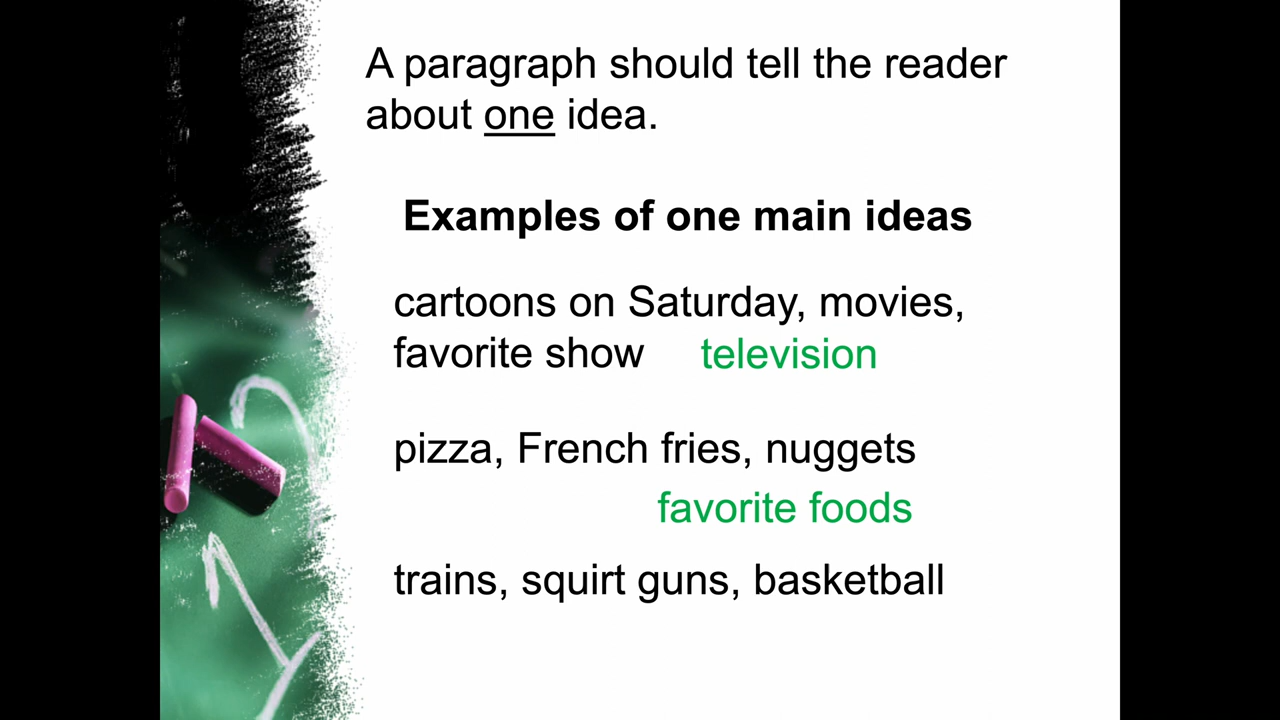 A paragraph should tell the reader
about one idea.
Examples of one main ideas
cartoons on Saturday, movies,
favorite show television
pizza, French fries, nuggets
favorite foods
trains, squirt guns, basketball